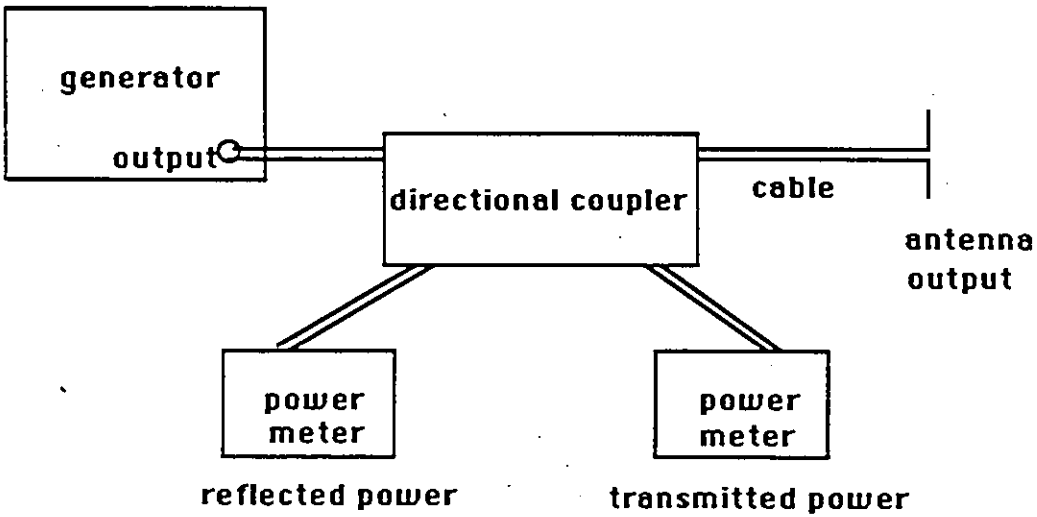 generator
output
directional coupler
cable
antenna
output
power
meter
power
meter
reflected power
transmitted power